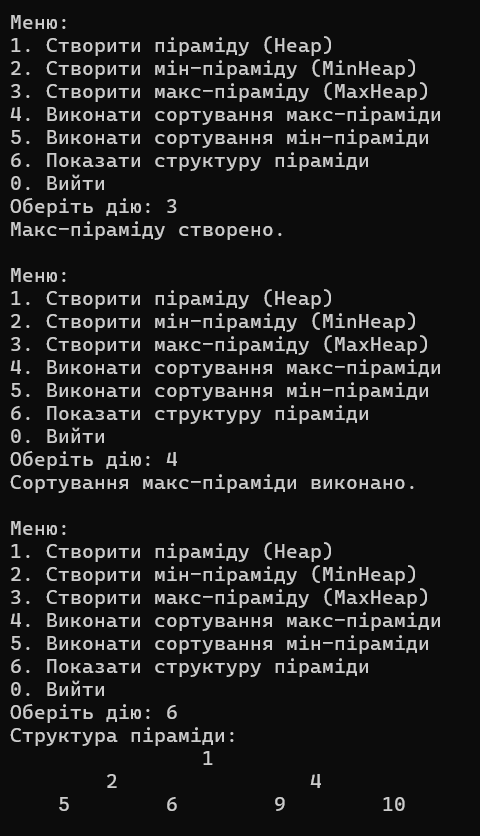 Меню:
1. Створити піраміду (Heap)
2. Створити мін-піраміду (MinHeap)
3. Створити макс-піраміду (MaxHeap)
4. Виконати сортування макс-піраміди
5. Виконати сортування мін-піраміди
6. Показати структуру піраміди
0. Вийти
Оберіть дію: 3
Макс-піраміду створено.
Меню:
1. Створити піраміду (Heap)
2. Створити мін-піраміду (MinHeap)
3. Створити макс-піраміду (MaxHeap)
4. Виконати сортування макс-піраміди
5. Виконати сортування мін-піраміди
6. Показати структуру піраміди
0. Вийти
Оберіть дію: 4
Сортування макс-піраміди виконано.
Меню:
1. Створити піраміду (Heap)
2. Створити мін-піраміду (MinHeap)
3. Створити макс-піраміду (MaxHeap)
4. Виконати сортування макс-піраміди
5. Виконати сортування мін-піраміди
6. Показати структуру піраміди
0. Вийти
Оберіть дію: 6
Структура піраміди:
1
2 4
5 6 9 10